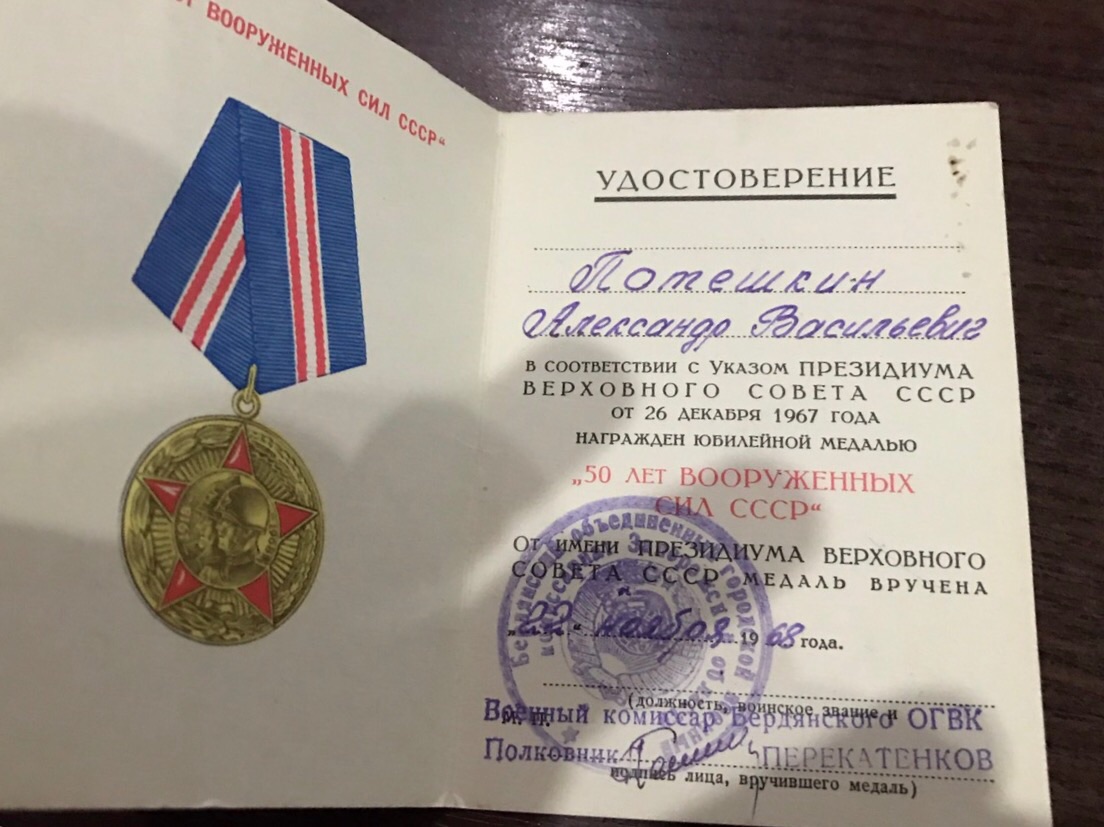 ВООРУЖЕННЫХ СИЛ СССР“
УДОСТОВЕРЕНИЕ
Потешкин
Александр Васильевич
В СООТВЕТСТВИИ С УКАЗОМ ПРЕЗИДИУМА
ВЕРХОВНОГО СОВЕТА СССР
ОТ 26 ДЕКАБРЯ 1967 ГОДА
НАГРАЖДЕН ЮБИЛЕЙНОЙ МЕДАЛЬЮ
„50 ЛЕТ ВООРУЖЕННЫХ
СИЛ СССР“
ОТ ИМЕНИ ПРЕЗИДИУМА ВЕРХОВНОГО
СОВЕТА СССР МЕДАЛЬ ВРУЧЕНА
ноября 1968 года.
(должность, воинское звание и
М. П.
Военный комиссар Бердянского ОГВК
Полковник ПЕРЕКАТЕНКОВ
подпись лица, вручившего медаль)